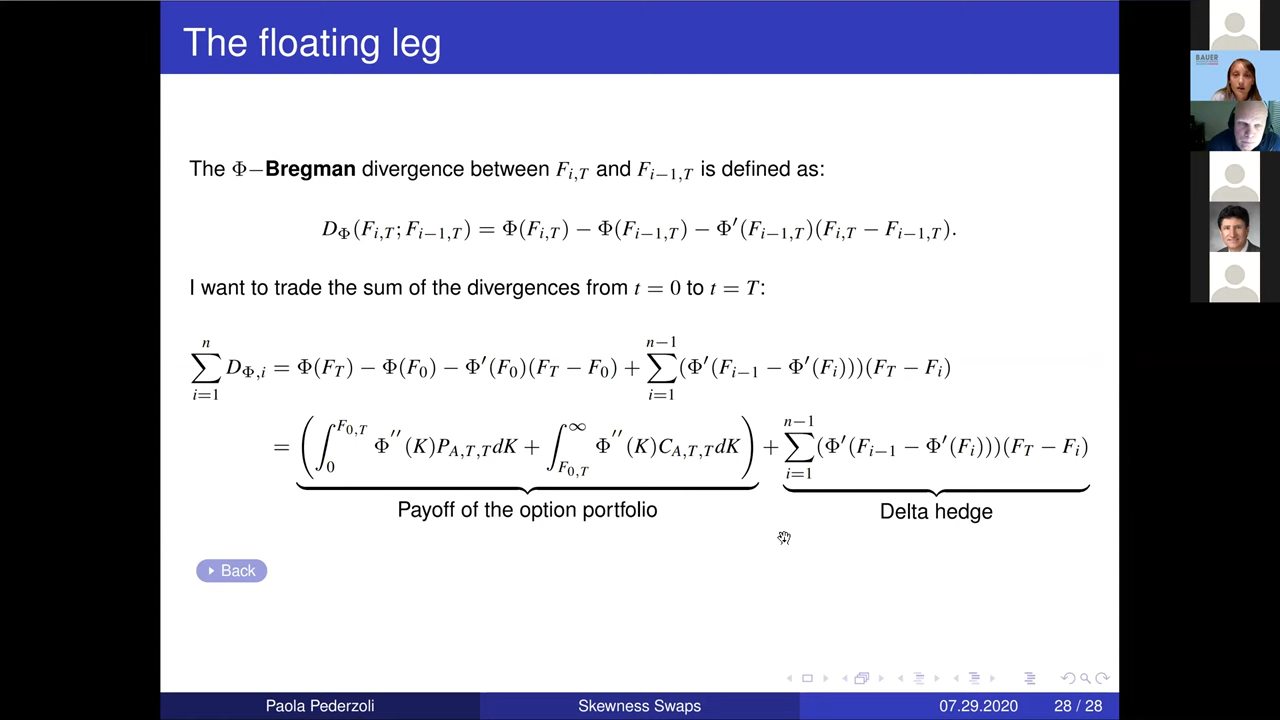 The floating leg
BAUER
The Φ−Bregman divergence between F_{i,T} and F_{i−1,T} is defined as:
D_Φ(F_{i,T}; F_{i−1,T}) = Φ(F_{i,T}) − Φ(F_{i−1,T}) − Φ′(F_{i−1,T})(F_{i,T} − F_{i−1,T}).
I want to trade the sum of the divergences from t = 0 to t = T:
∑_{i=1}^{n} D_{Φ,i} = Φ(F_T) − Φ(F_0) − Φ′(F_0)(F_T − F_0) + ∑_{i=1}^{n−1} (Φ′(F_{i−1} − Φ′(F_i)))(F_T − F_i)
= (∫_0^{F_{0,T}} Φ′′(K)P_{A,T,T}dK + ∫_{F_{0,T}}^∞ Φ′′(K)C_{A,T,T}dK) + ∑_{i=1}^{n−1} (Φ′(F_{i−1} − Φ′(F_i)))(F_T − F_i)
Payoff of the option portfolio
Delta hedge
Back
Paola Pederzoli
Skewness Swaps
07.29.2020
28 / 28